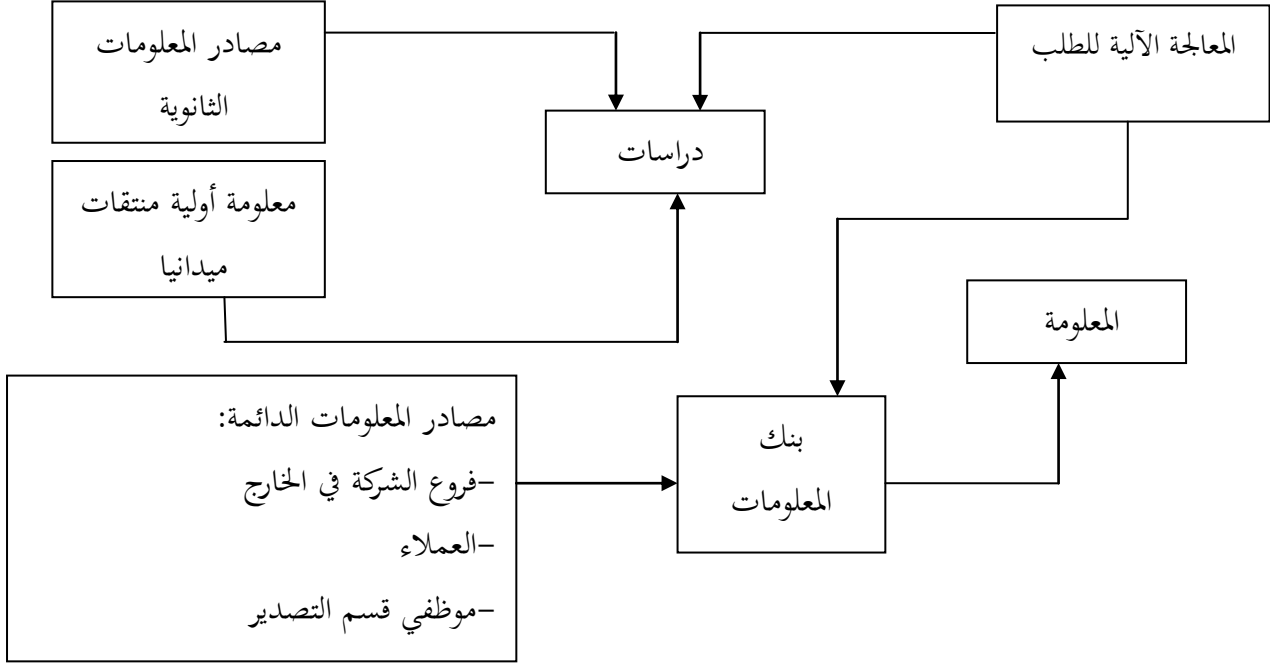 المعالجة الآلية للطلب
مصادر المعلومات
الثانوية
دراسات
معلومة أولية منتقات
ميدانيا
المعلومة
مصادر المعلومات الدائمة:
-فروع الشركة في الخارج
-العملاء
-موظفي قسم التصدير
بنك
المعلومات